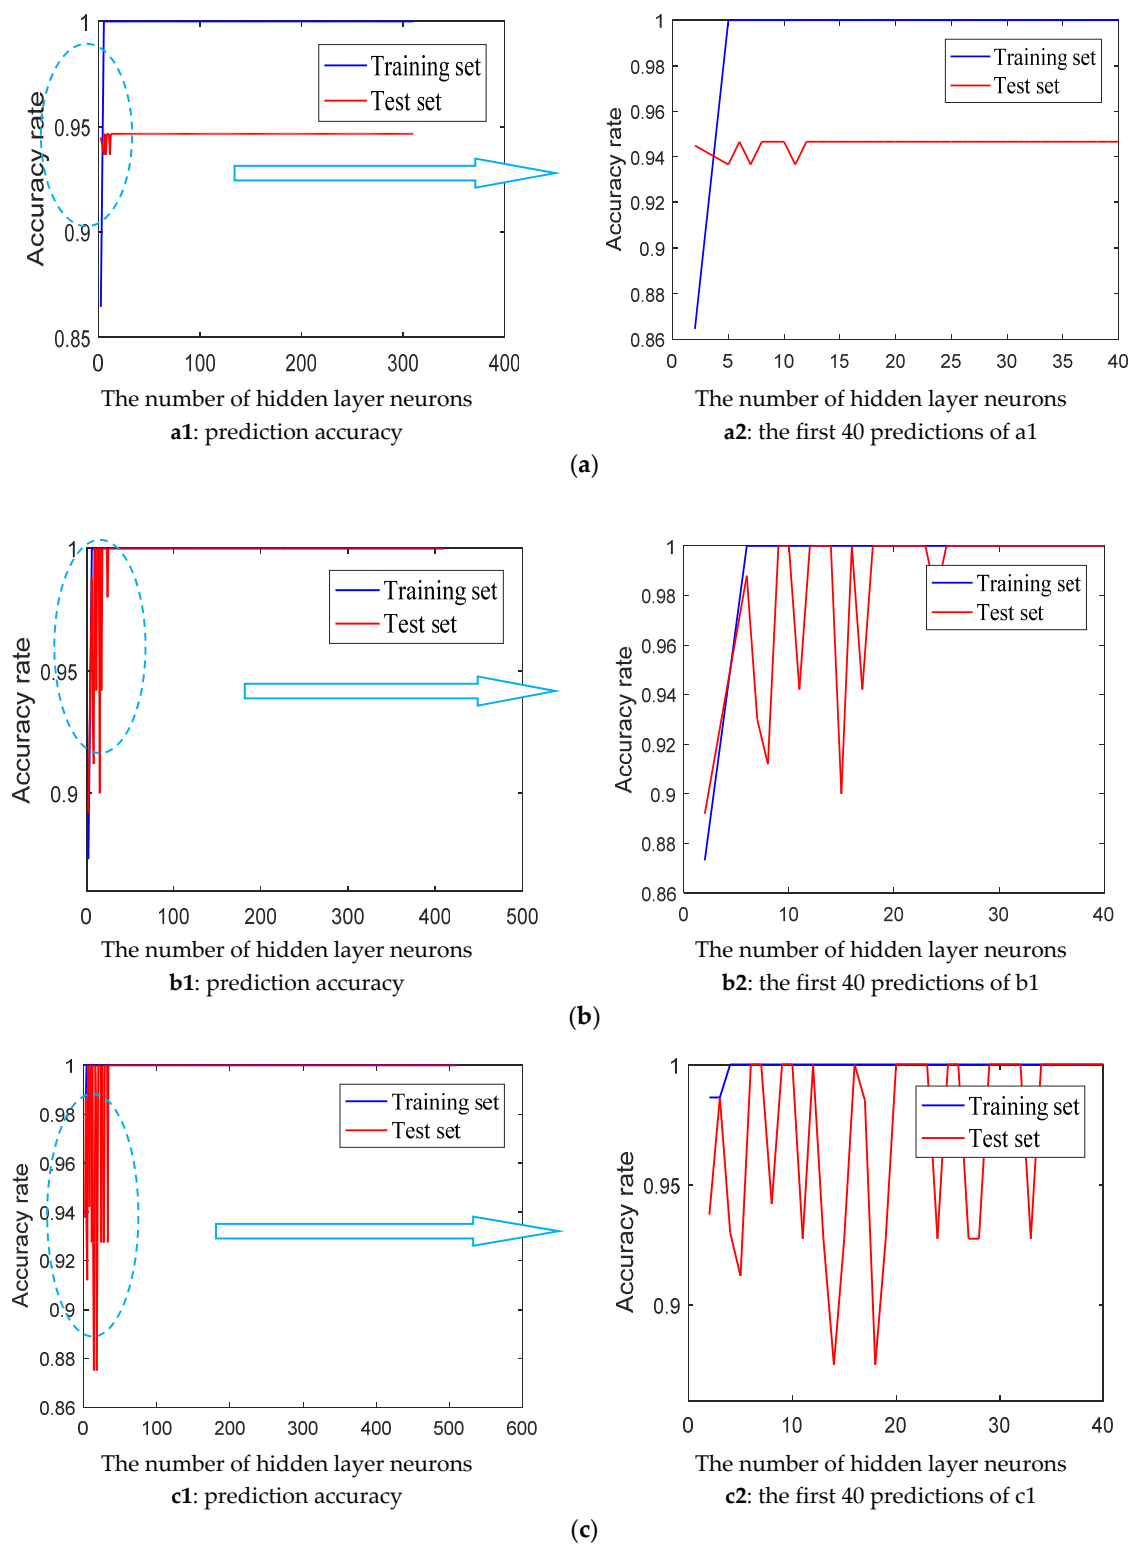 1
0.95
0.9
0.85
0
100
200
300
400
Accuracy rate
Training set
Test set
The number of hidden layer neurons
a1: prediction accuracy
1
0.98
0.96
0.94
0.92
0.9
0.88
0.86
0
5
10
15
20
25
30
35
40
Accuracy rate
Training set
Test set
The number of hidden layer neurons
a2: the first 40 predictions of a1
(a)
1
0.95
0.9
0
100
200
300
400
500
Accuracy rate
Training set
Test set
The number of hidden layer neurons
b1: prediction accuracy
1
0.98
0.96
0.94
0.92
0.9
0.88
0.86
0
10
20
30
40
Accuracy rate
Training set
Test set
The number of hidden layer neurons
b2: the first 40 predictions of b1
(b)
1
0.98
0.96
0.94
0.92
0.9
0.88
0.86
0
100
200
300
400
500
600
Accuracy rate
Training set
Test set
The number of hidden layer neurons
c1: prediction accuracy
1
0.95
0.9
0
10
20
30
40
Accuracy rate
Training set
Test set
The number of hidden layer neurons
c2: the first 40 predictions of c1
(c)